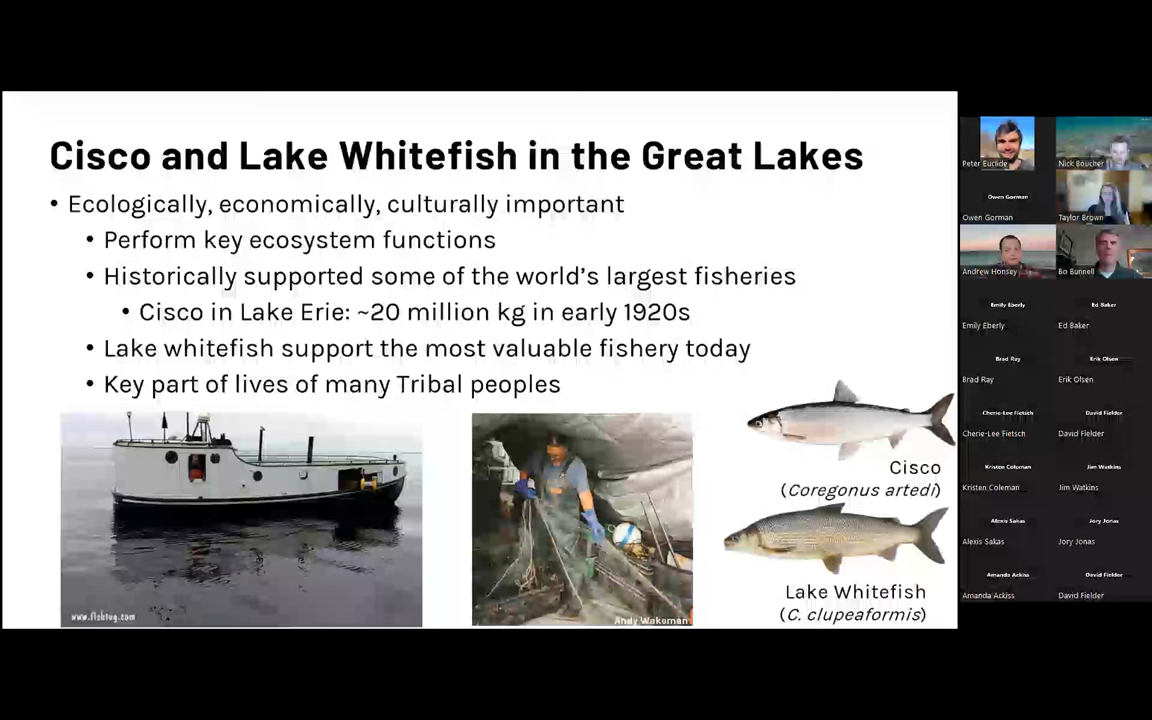 Cisco and Lake Whitefish in the Great Lakes
• Ecologically, economically, culturally important
• Perform key ecosystem functions
• Historically supported some of the world's largest fisheries
• Cisco in Lake Erie: ~20 million kg in early 1920s
• Lake whitefish support the most valuable fishery today
• Key part of lives of many Tribal peoples
Cisco
(Coregonus artedi)
Lake Whitefish
(C. clupeaformis)
www.fishtug.com
Andy Wakeman
Peter Euclide
Nick Boucher
Owen Gorman
Owen Gorman
Taylor Brown
Andrew Honsey
Bo Bunnell
Emily Eberly
Ed Baker
Emily Eberly
Ed Baker
Brad Ray
Erik Olsen
Brad Ray
Erik Olsen
Cherie-Lee Fietsch
David Fielder
Cherie-Lee Fietsch
David Fielder
Kristen Coleman
Jim Watkins
Kristen Coleman
Jim Watkins
Alexis Sakas
Jory Jonas
Alexis Sakas
Jory Jonas
Amanda Ackiss
David Fielder
Amanda Ackiss
David Fielder